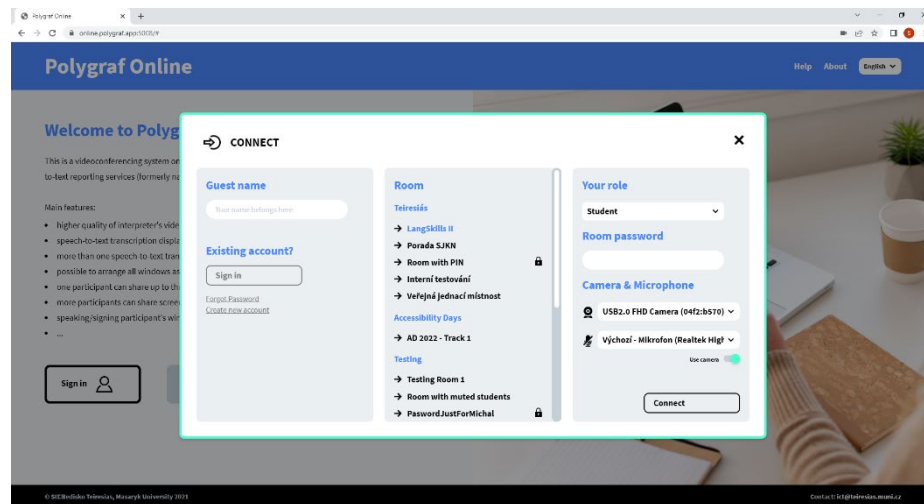 Polygraf Online
online.polygraf.app:5001/#
Polygraf Online
Help
About
English
Welcome to Polyg
This is a videoconferencing system on
to-text reporting services (formerly na
Main features:
higher quality of interpreter's vide
speech-to-text transcription displa
more than one speech-to-text tran
possible to arrange all windows as
one participant can share up to th
more participants can share scree
speaking/signing participant's win
...
Sign in
CONNECT
Guest name
Your name belongs here
Existing account?
Sign in
Forgot Password
Create new account
Room
Teiresiás
LangSkills II
Porada SJKN
Room with PIN
Interní testování
Veřejná jednací místnost
Accessibility Days
AD 2022 - Track 1
Testing
Testing Room 1
Room with muted students
PaswordJustForMichal
Your role
Student
Room password
Camera & Microphone
USB2.0 FHD Camera (04f2:b570)
Výchozí - Mikrofon (Realtek High
Use camera
Connect
Teiresias, Masaryk University 2021
Contact: ict@teiresias.muni.cz